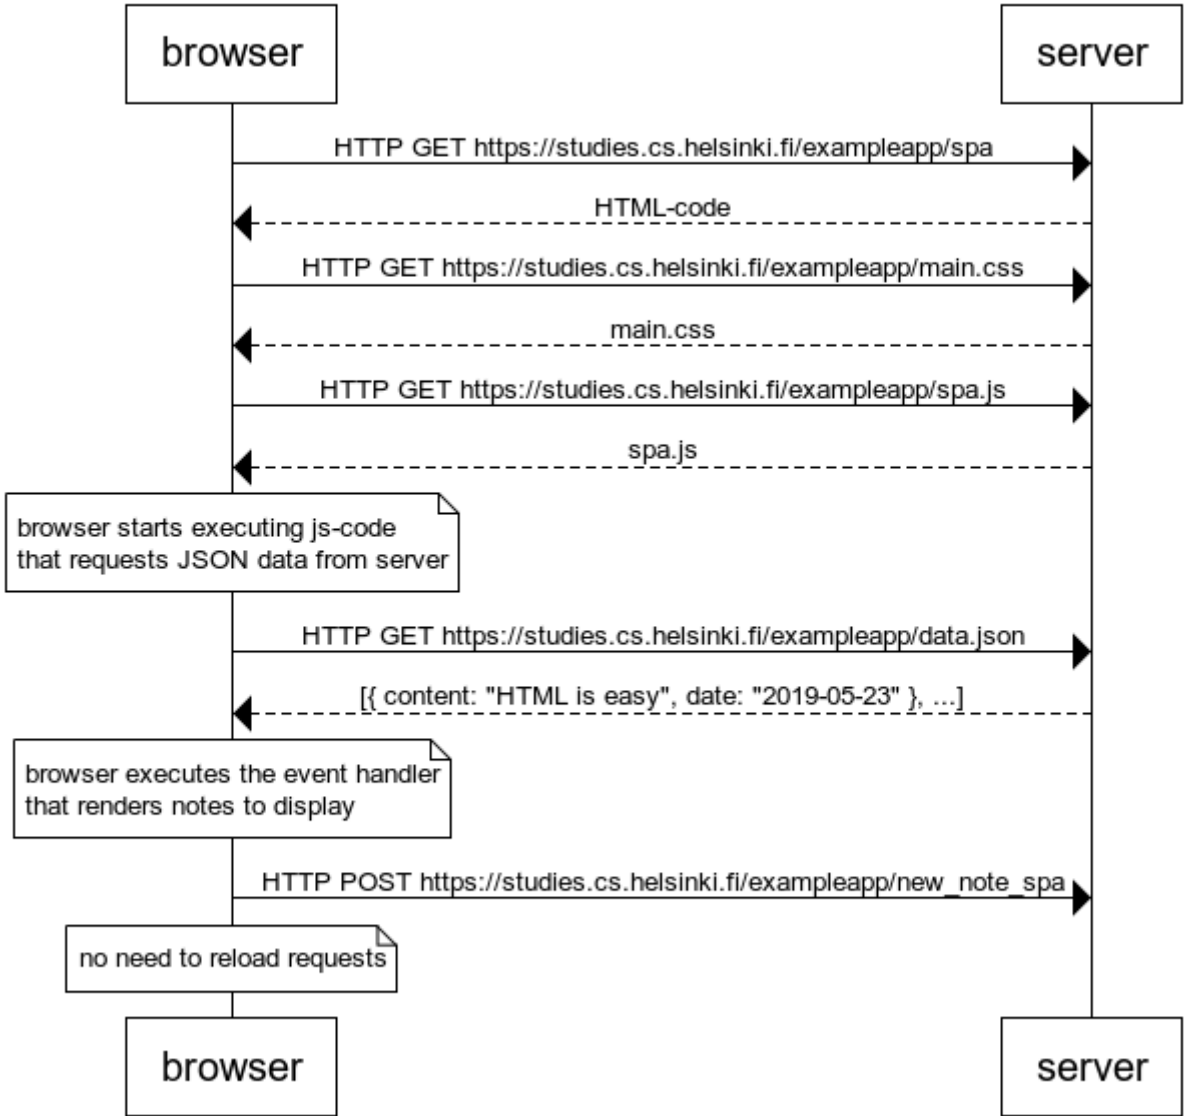 browser
server
HTTP GET https://studies.cs.helsinki.fi/exampleapp/spa
HTML-code
HTTP GET https://studies.cs.helsinki.fi/exampleapp/main.css
main.css
HTTP GET https://studies.cs.helsinki.fi/exampleapp/spa.js
spa.js
browser starts executing js-code
that requests JSON data from server
HTTP GET https://studies.cs.helsinki.fi/exampleapp/data.json
[{ content: "HTML is easy", date: "2019-05-23" }, ...]
browser executes the event handler
that renders notes to display
HTTP POST https://studies.cs.helsinki.fi/exampleapp/new_note_spa
no need to reload requests
browser
server